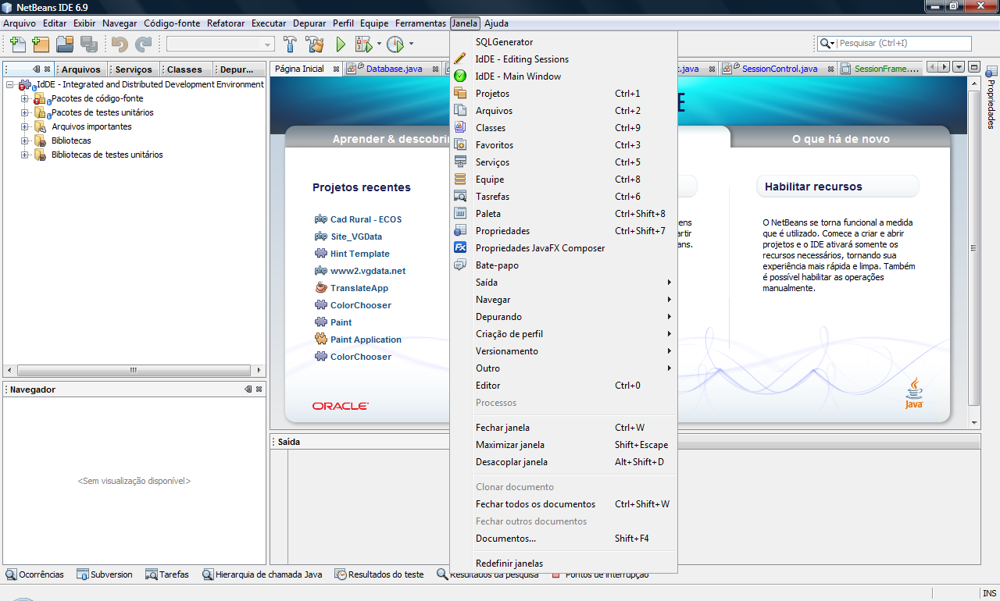 NetBeans IDE 6.9
Arquivo Editar Exibir Navegar Código-fonte Refatorar Executar Depurar Perfil Equipe Ferramentas Janela Ajuda
Pesquisar (Ctrl+I)
Arquivos Serviços Classes Depur...
IdDE - Integrated and Distributed Development Environment
Pacotes de código-fonte
Pacotes de testes unitários
Arquivos importantes
Bibliotecas
Bibliotecas de testes unitários
Navegador
<Sem visualização disponível>
Página Inicial Database.java
.java SessionControl.java SessionFrame....
E
Aprender & descobrir
O que há de novo
Projetos recentes
Cad Rural - ECOS
Site_VGData
Hint Template
www2.vgdata.net
TranslateApp
ColorChooser
Paint
Paint Application
ColorChooser
ORACLE
SQLGenerator
IdDE - Editing Sessions
IdDE - Main Window
Projetos Ctrl+1
Arquivos Ctrl+2
Classes Ctrl+9
Favoritos Ctrl+3
Serviços Ctrl+5
Equipe Ctrl+8
Tasrefas Ctrl+6
Paleta Ctrl+Shift+8
Propriedades Ctrl+Shift+7
Propriedades JavaFX Composer
Bate-papo
Saída
Navegar
Depurando
Criação de perfil
Versionamento
Outro
Editor Ctrl+0
Processos
Fechar janela Ctrl+W
Maximizar janela Shift+Escape
Desacoplar janela Alt+Shift+D
Clonar documento
Fechar todos os documentos Ctrl+Shift+W
Fechar outros documentos
Documentos... Shift+F4
Redefinir janelas
Habilitar recursos
O NetBeans se torna funcional a medida
que é utilizado. Comece a criar e abrir
projetos e o IDE ativará somente os
recursos necessários, tornando sua
experiência mais rápida e limpa. Também
é possível habilitar as operações
manualmente.
Java
Propriedades
Saída
Ocorrências Subversion Tarefas Hierarquia de chamada Java Resultados do teste Resultados da pesquisa Pontos de interrupção
INS